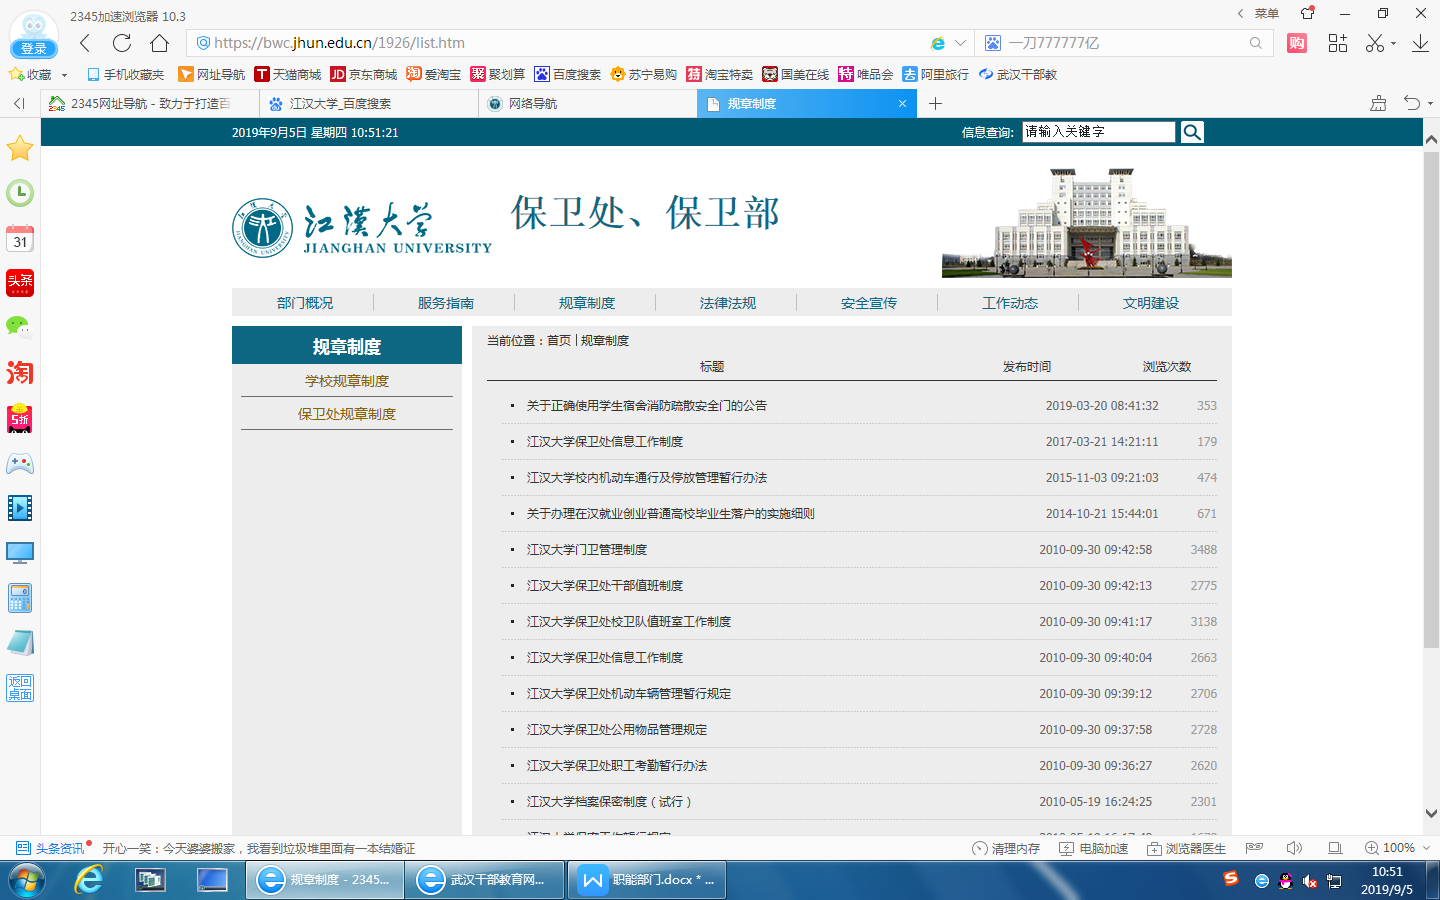 2345加速浏览器 10.3
菜单
登录
https://bwc.jhun.edu.cn/1926/list.htm
一刀777777亿
购
收藏 手机收藏夹 网址导航 天猫商城 京东商城 爱淘宝 聚划算 百度搜索 苏宁易购 淘宝特卖 国美在线 唯品会 阿里旅行 武汉干部教
2345网址导航 - 致力于打造百
江汉大学_百度搜索
网络导航
规章制度
2019年9月5日 星期四 10:51:21
信息查询: 请输入关键字
江汉大学
JIANGHAN UNIVERSITY
保卫处、保卫部
部门概况 服务指南 规章制度 法律法规 安全宣传 工作动态 文明建设
规章制度
学校规章制度
保卫处规章制度
当前位置：首页 | 规章制度
标题 发布时间 浏览次数
关于正确使用学生宿舍消防疏散安全门的公告 2019-03-20 08:41:32 353
江汉大学保卫处信息工作制度 2017-03-21 14:21:11 179
江汉大学校内机动车通行及停放管理暂行办法 2015-11-03 09:21:03 474
关于办理在汉就业创业普通高校毕业生落户的实施细则 2014-10-21 15:44:01 671
江汉大学门卫管理制度 2010-09-30 09:42:58 3488
江汉大学保卫处干部值班制度 2010-09-30 09:42:13 2775
江汉大学保卫处校卫队值班室工作制度 2010-09-30 09:41:17 3138
江汉大学保卫处信息工作制度 2010-09-30 09:40:04 2663
江汉大学保卫处机动车辆管理暂行规定 2010-09-30 09:39:12 2706
江汉大学保卫处公用物品管理规定 2010-09-30 09:37:58 2728
江汉大学保卫处职工考勤暂行办法 2010-09-30 09:36:27 2620
江汉大学档案保密制度（试行） 2010-05-19 16:24:25 2301
31
头条
淘
5折
返回
桌面
头条资讯 开心一笑：今天婆婆搬家，我看到垃圾堆里面有一本结婚证
清理内存 电脑加速 浏览器医生 100%
规章制度 - 2345...
武汉干部教育网...
职能部门.docx * ...
10:51
2019/9/5